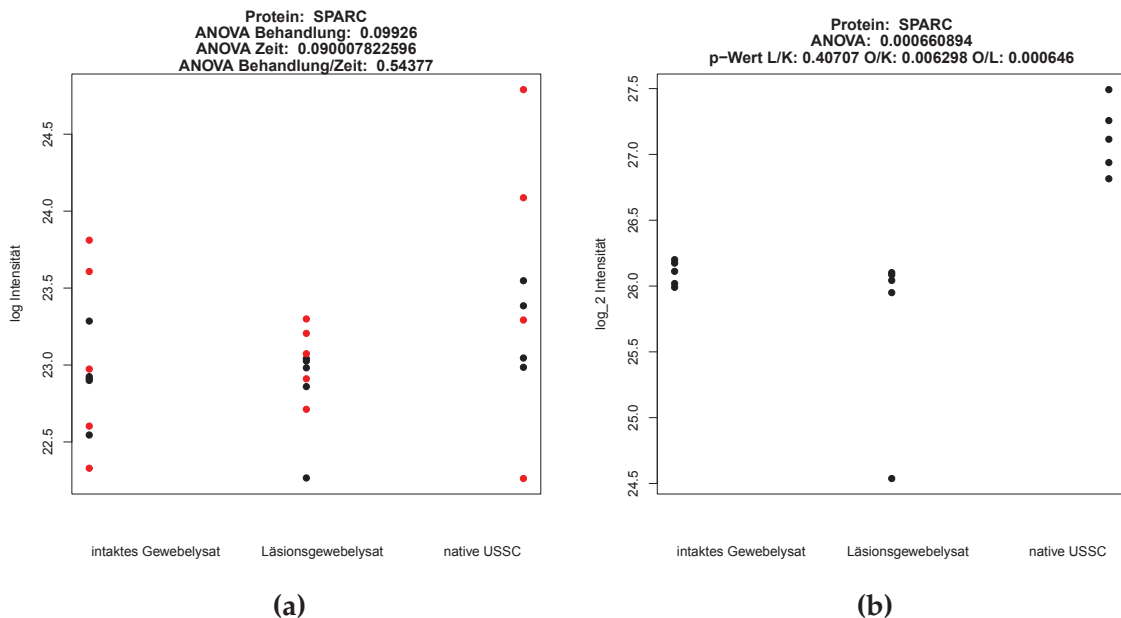 Protein: SPARC
ANOVA Behandlung: 0.09926
ANOVA Zeit: 0.090007822596
ANOVA Behandlung/Zeit: 0.54377
log Intensität
24.5
24.0
23.5
23.0
22.5
intaktes Gewebelysat
Läsionsgewebelysat
native USSC
(a)
Protein: SPARC
ANOVA: 0.000660894
p−Wert L/K: 0.40707 O/K: 0.006298 O/L: 0.000646
log_2 Intensität
27.5
27.0
26.5
26.0
25.5
25.0
24.5
intaktes Gewebelysat
Läsionsgewebelysat
native USSC
(b)